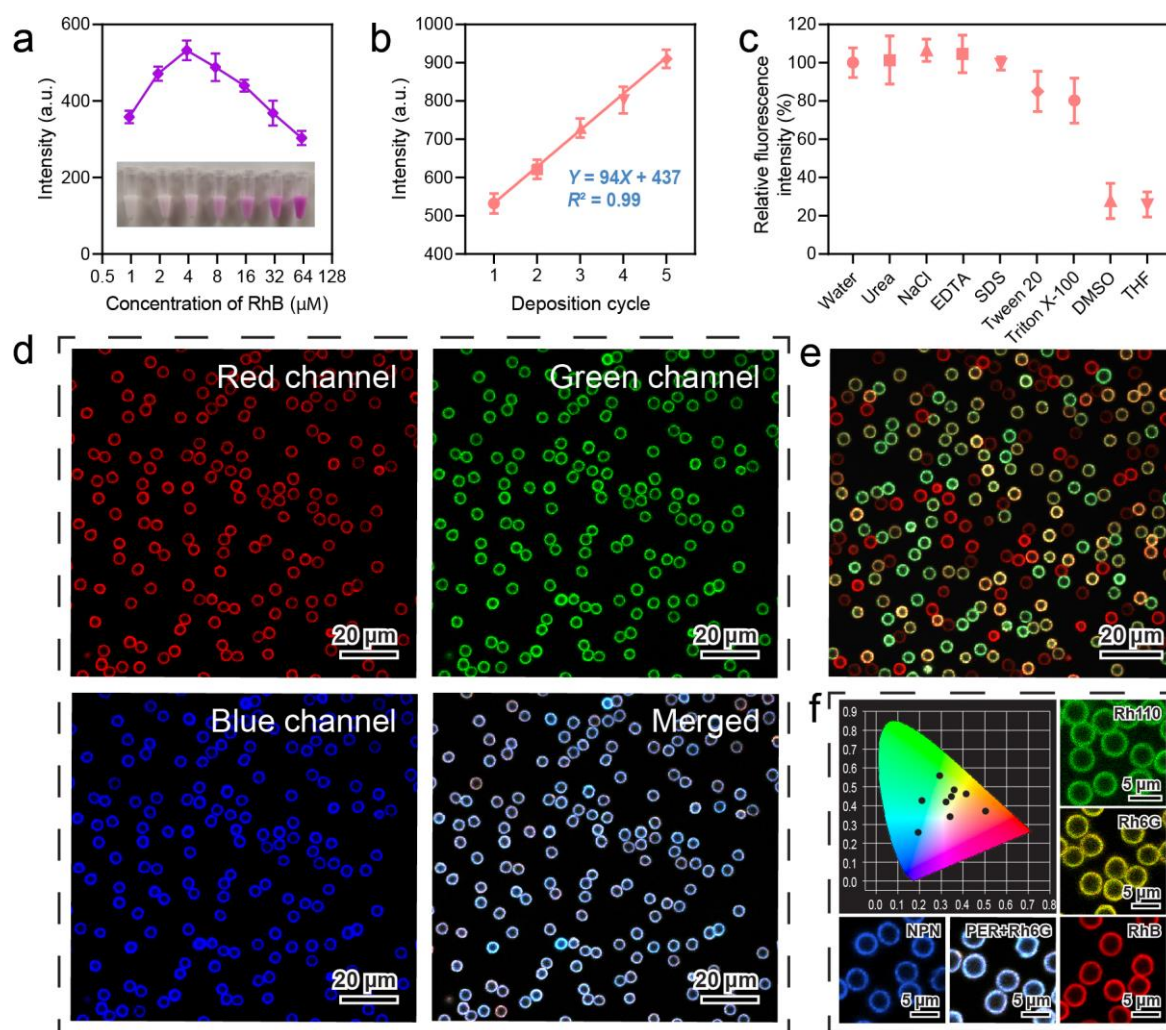 a
Intensity (a.u.)
600
400
200
0
0.5 1 2 4 8 16 32 64 128
Concentration of RhB (μM)
b
Intensity (a.u.)
1000
900
800
700
600
500
400
Y = 94X + 437
R² = 0.99
1 2 3 4 5
Deposition cycle
c
Relative fluorescence
intensity (%)
120
100
80
60
40
20
0
Water
Urea
NaCl
EDTA
SDS
Tween 20
Triton X-100
DMSO
THF
d
Red channel
20 μm
Green channel
20 μm
Blue channel
20 μm
Merged
20 μm
e
20 μm
f
0.9
0.8
0.7
0.6
0.5
0.4
0.3
0.2
0.1
0.0
0.0 0.1 0.2 0.3 0.4 0.5 0.6 0.7 0.8
Rh110
5 μm
Rh6G
5 μm
NPN
5 μm
PER+Rh6G
5 μm
RhB
5 μm